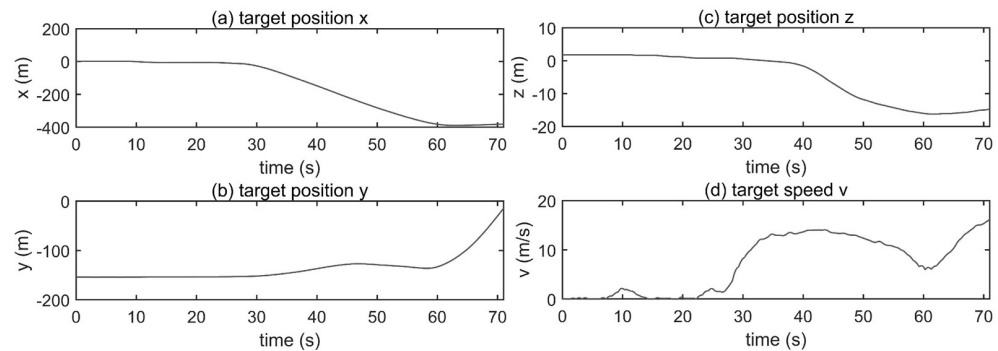 (a) target position x
200
0
-200
-400
x (m)
0 10 20 30 40 50 60 70
time (s)
(b) target position y
0
-100
-200
y (m)
0 10 20 30 40 50 60 70
time (s)
(c) target position z
10
0
-10
-20
z (m)
0 10 20 30 40 50 60 70
time (s)
(d) target speed v
20
10
0
v (m/s)
0 10 20 30 40 50 60 70
time (s)